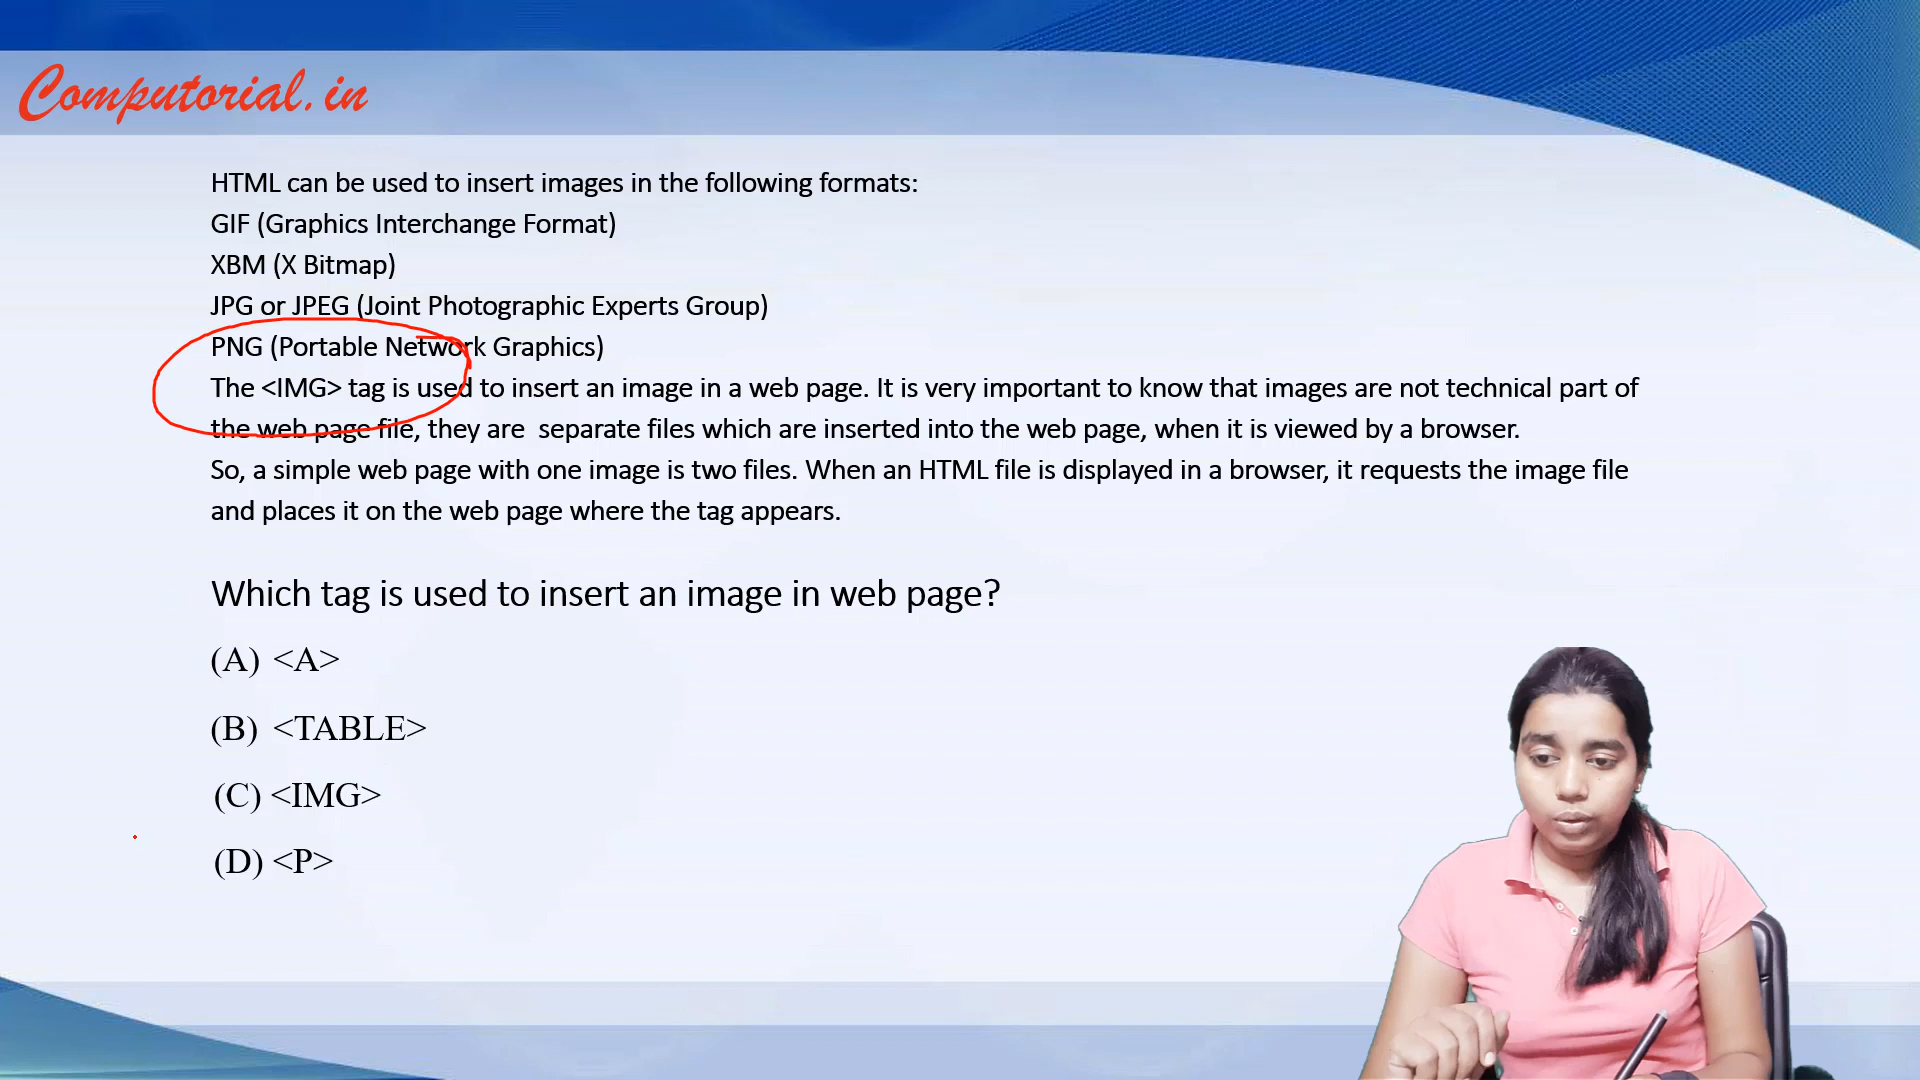 Computorial.in
HTML can be used to insert images in the following formats:
GIF (Graphics Interchange Format)
XBM (X Bitmap)
JPG or JPEG (Joint Photographic Experts Group)
PNG (Portable Network Graphics)
The <IMG> tag is used to insert an image in a web page. It is very important to know that images are not technical part of
the web page file, they are  separate files which are inserted into the web page, when it is viewed by a browser.
So, a simple web page with one image is two files. When an HTML file is displayed in a browser, it requests the image file
and places it on the web page where the tag appears.
Which tag is used to insert an image in web page?
(A) <A>
(B) <TABLE>
(C) <IMG>
(D) <P>